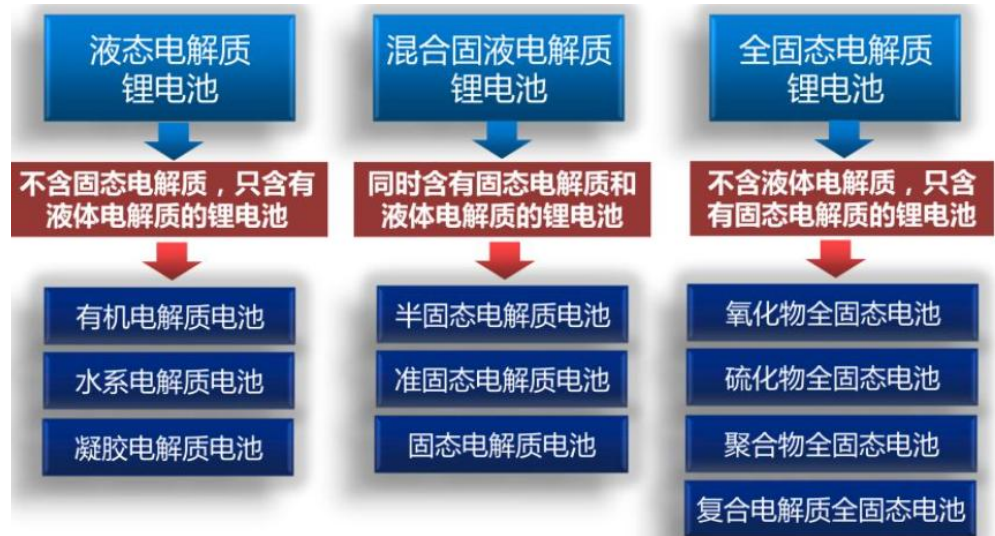 液态电解质
锂电池
不含固态电解质，只含有
液体电解质的锂电池
有机电解质电池
水系电解质电池
凝胶电解质电池
混合固液电解质
锂电池
同时含有固态电解质和
液体电解质的锂电池
半固态电解质电池
准固态电解质电池
固态电解质电池
全固态电解质
锂电池
不含液体电解质，只含
有固态电解质的锂电池
氧化物全固态电池
硫化物全固态电池
聚合物全固态电池
复合电解质全固态电池